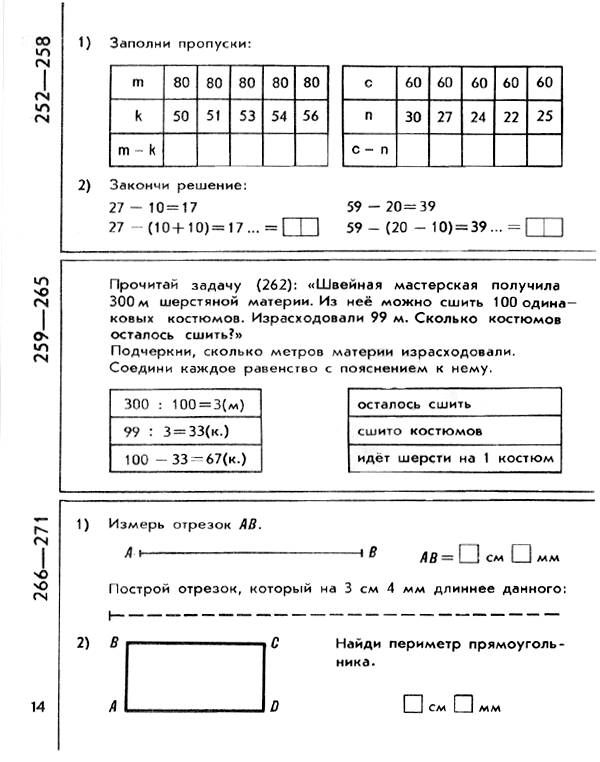 252—258
1) Заполни пропуски:
m 80 80 80 80 80
k 50 51 53 54 56
m – k
c 60 60 60 60 60
n 30 27 24 22 25
c – n
2) Закончи решение:
27 – 10=17
27 – (10+10)=17... =
59 – 20=39
59 – (20 – 10)=39... =
259—265
Прочитай задачу (262): «Швейная мастерская получила
300 м шерстяной материи. Из неё можно сшить 100 одина-
ковых костюмов. Израсходовали 99 м. Сколько костюмов
осталось сшить?»
Подчеркни, сколько метров материи израсходовали.
Соедини каждое равенство с пояснением к нему.
300 : 100=3(м)
99 : 3=33(к.)
100 – 33=67(к.)
осталось сшить
сшито костюмов
идёт шерсти на 1 костюм
266—271
1) Измерь отрезок AB.
A B AB = см мм
Построй отрезок, который на 3 см 4 мм длиннее данного:
2) B C
A D
Найди периметр прямоуголь-
ника.
см мм
14